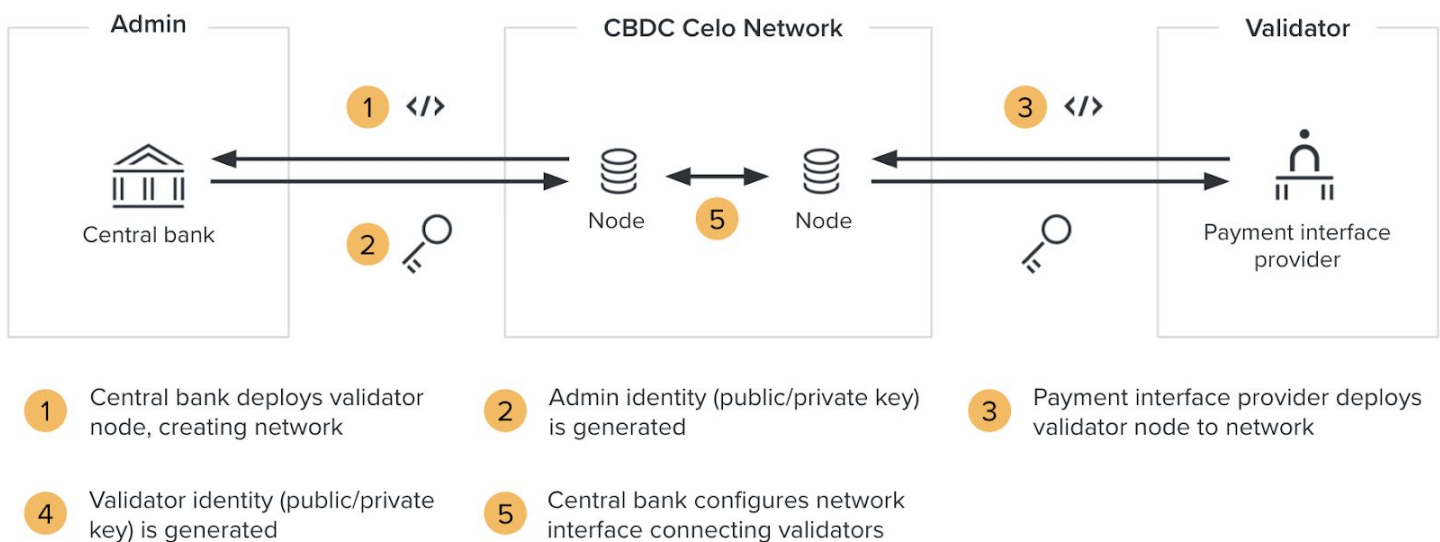 Admin
CBDC Celo Network
Validator
1 </>
3 </>
Central bank
Node
Node
Payment interface
provider
2
5
1 Central bank deploys validator
node, creating network
2 Admin identity (public/private key)
is generated
3 Payment interface provider deploys
validator node to network
4 Validator identity (public/private
key) is generated
5 Central bank configures network
interface connecting validators